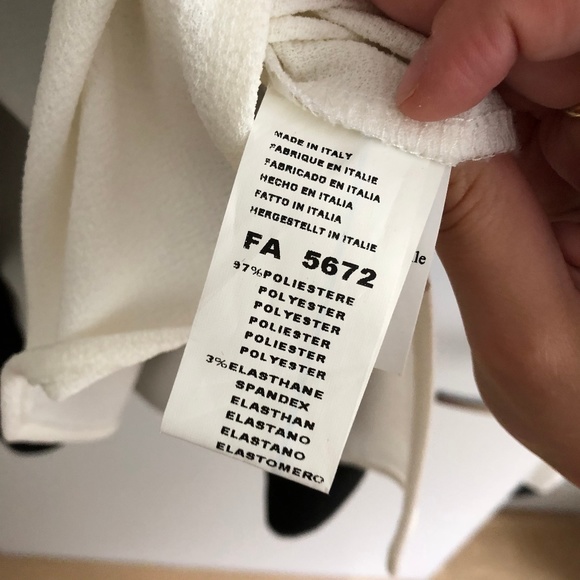 MADE IN ITALY
FABRIQUE EN ITALIE
FABRICADO EN ITALIA
HECHO EN ITALIA
FATTO IN ITALIA
HERGESTELLT IN ITALIE
FA 5672
97%POLIESTERE
POLYESTER
POLYESTER
POLIESTER
POLIESTER
POLYESTER
3%ELASTHANE
SPANDEX
ELASTHAN
ELASTANO
ELASTANO
ELASTOMERO